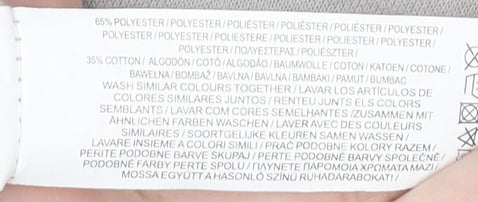 65% POLYESTER / POLYESTER / POLIÉSTER / POLIÉSTER / POLIÈSTER / POLYESTER /
POLYESTER / POLYESTER / POLIESTERE / POLIESTER / POLYESTER / POLYESTER /
POLYESTER / ΠΟΛΥΕΣΤΕΡΑΣ / POLIÉSZTER /
35% COTTON / ALGODÓN / COTÓ / ALGODÃO / BAUMWOLLE / COTON / KATOEN / COTONE /
BAWEŁNA / BOMBAŽ / BAVLNA / BAVLNA / BAMBAKI / PAMUT / BUMBAC
WASH SIMILAR COLOURS TOGETHER / LAVAR LOS ARTÍCULOS DE
COLORES SIMILARES JUNTOS / RENTEU JUNTS ELS COLORS
SEMBLANTS / LAVAR COM CORES SEMELHANTES /ZUSAMMEN MIT
ÄHNLICHEN FARBEN WASCHEN / LAVER AVEC DES COULEURS
SIMILAIRES / SOORTGELIJKE KLEUREN SAMEN WASSEN /
LAVARE INSIEME A COLORI SIMILI / PRAĆ PODOBNE KOLORY RAZEM /
PERITE PODOBNE BARVE SKUPAJ / PERTE PODOBNÉ BARVY SPOLEČNĚ /
PODOBNÉ FARBY PERTE SPOLU / ΠΛΥΝΕΤΕ ΠΑΡΟΜΟΙΑ ΧΡΩΜΑΤΑ ΜΑΖΙ /
MOSSA EGYÜTT A HASONLÓ SZÍNŰ RUHADARABOKAT! /